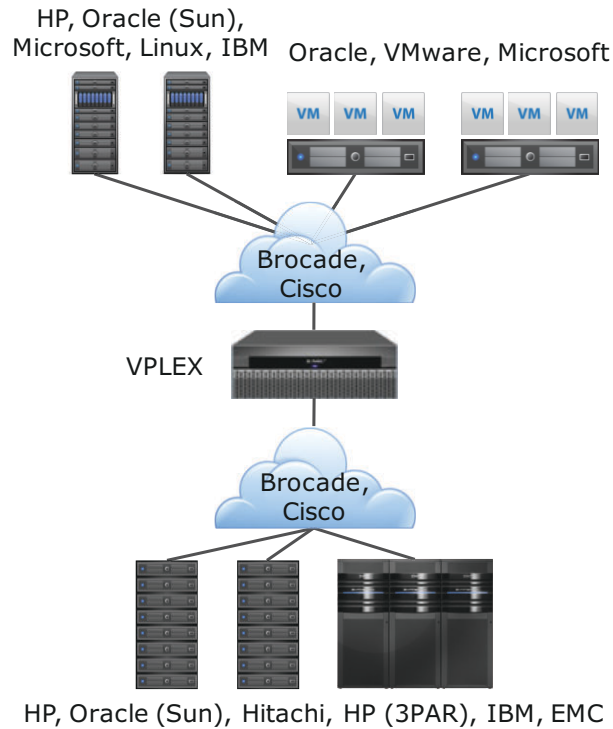 HP, Oracle (Sun),
Microsoft, Linux, IBM
Oracle, VMware, Microsoft
VM VM VM VM VM VM
Brocade,
Cisco
VPLEX
Brocade,
Cisco
HP, Oracle (Sun), Hitachi, HP (3PAR), IBM, EMC